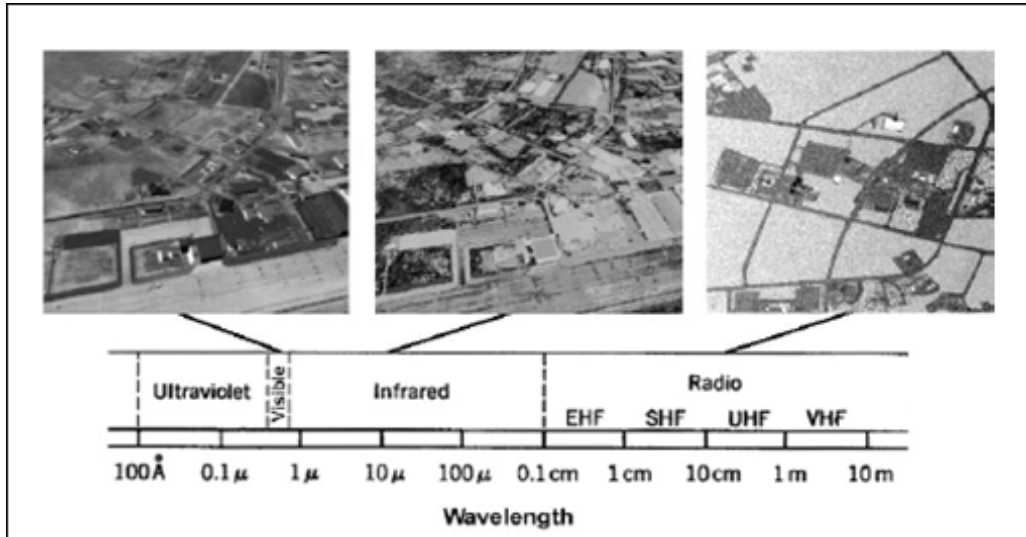 Ultraviolet Visible Infrared Radio
EHF SHF UHF VHF
100Å 0.1μ 1μ 10μ 100μ 0.1cm 1cm 10cm 1m 10m
Wavelength